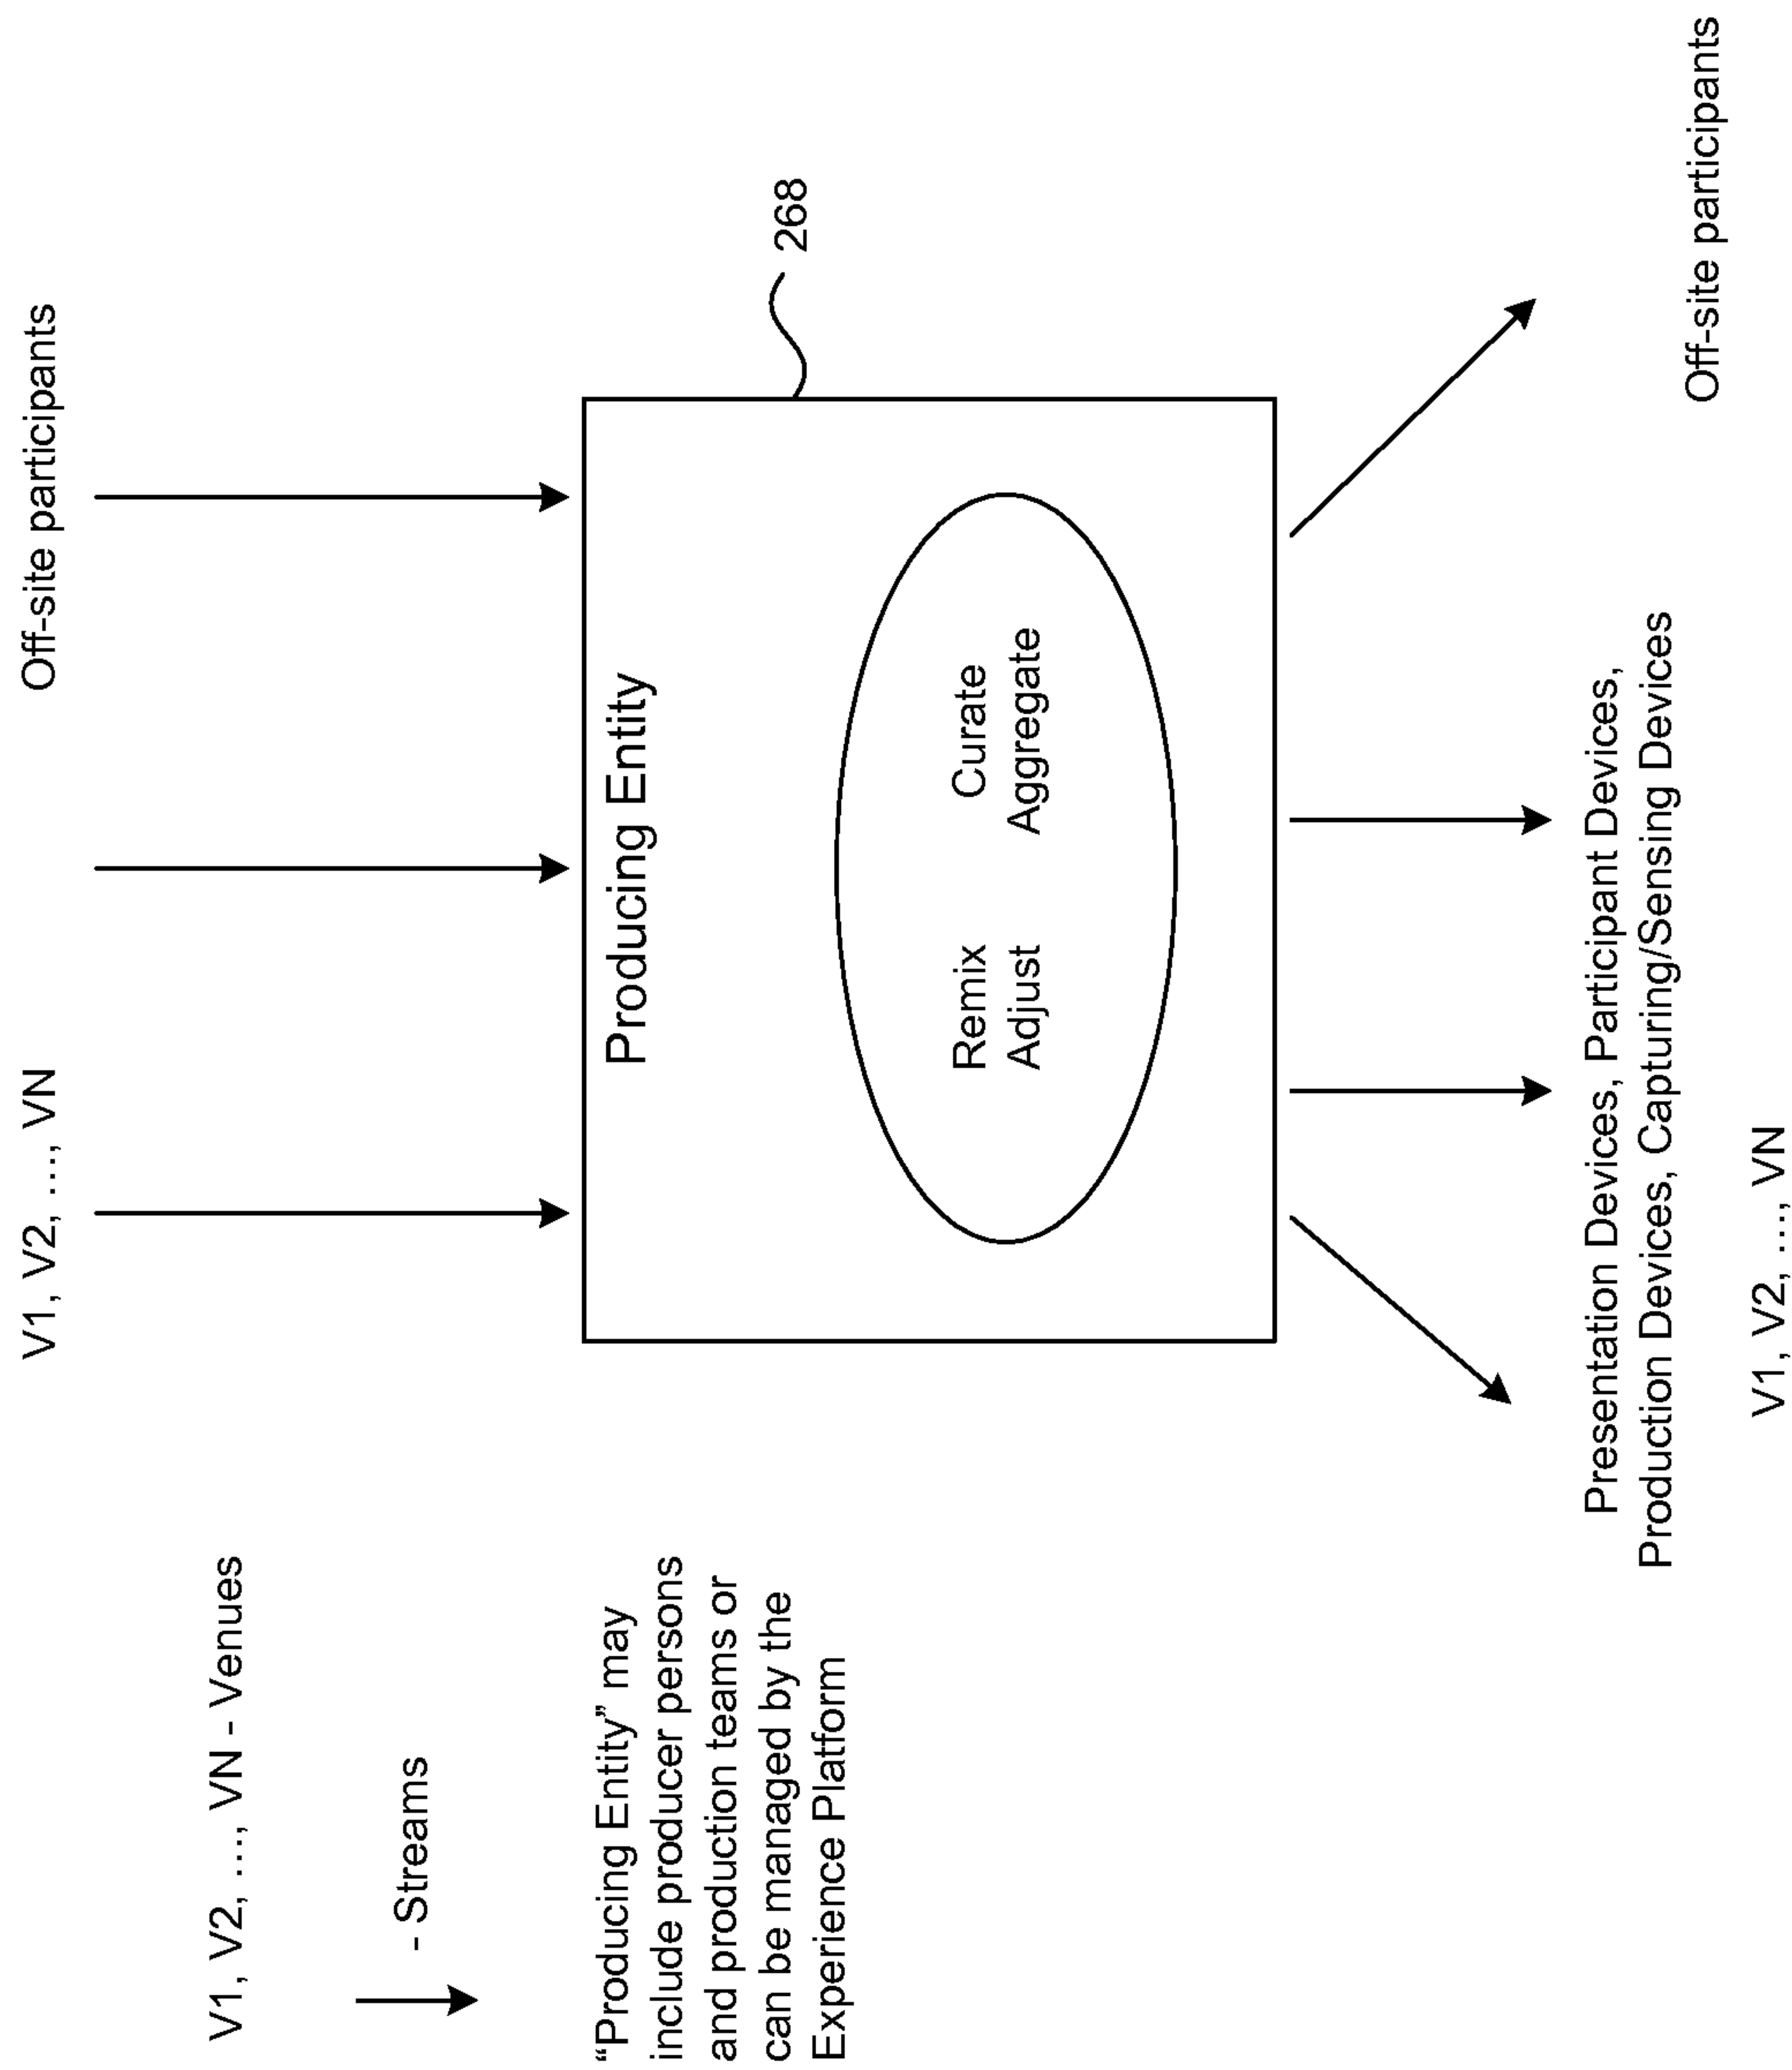 V1, V2, ..., VN
Off-site participants
V1, V2, ..., VN - Venues
- Streams
“Producing Entity” may
include producer persons
and production teams or
can be managed by the
Experience Platform
Producing Entity
268
Remix Curate
Adjust Aggregate
Presentation Devices, Participant Devices,
Production Devices, Capturing/Sensing Devices
Off-site participants
V1, V2, ..., VN